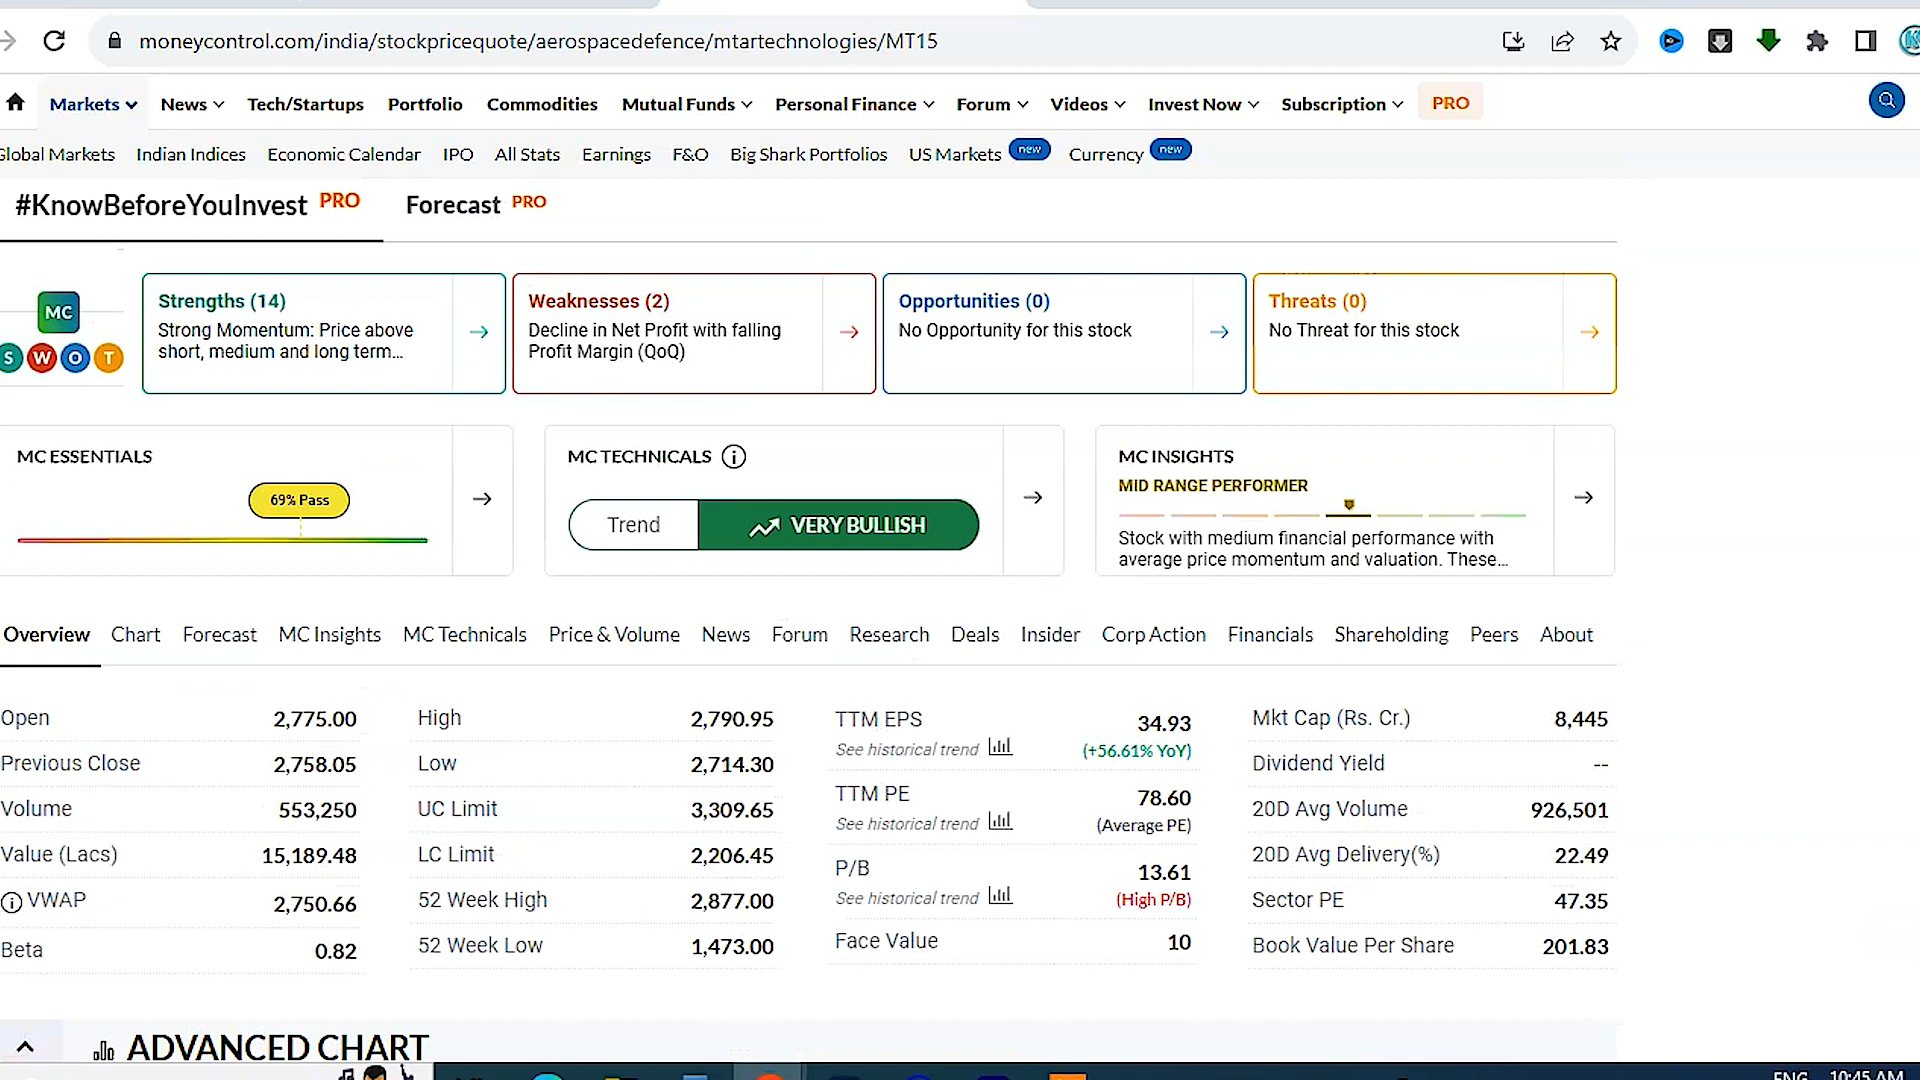 moneycontrol.com/india/stockpricequote/aerospacedefence/mtartechnologies/MT15
Markets News Tech/Startups Portfolio Commodities Mutual Funds Personal Finance Forum Videos Invest Now Subscription PRO
Global Markets Indian Indices Economic Calendar IPO All Stats Earnings F&O Big Shark Portfolios US Markets new Currency new
#KnowBeforeYouInvest PRO Forecast PRO
MC
S W O T
Strengths (14)
Strong Momentum: Price above
short, medium and long term...
Weaknesses (2)
Decline in Net Profit with falling
Profit Margin (QoQ)
Opportunities (0)
No Opportunity for this stock
Threats (0)
No Threat for this stock
MC ESSENTIALS
69% Pass
MC TECHNICALS
Trend VERY BULLISH
MC INSIGHTS
MID RANGE PERFORMER
Stock with medium financial performance with
average price momentum and valuation. These...
Overview Chart Forecast MC Insights MC Technicals Price & Volume News Forum Research Deals Insider Corp Action Financials Shareholding Peers About
Open 2,775.00
Previous Close 2,758.05
Volume 553,250
Value (Lacs) 15,189.48
VWAP 2,750.66
Beta 0.82
High 2,790.95
Low 2,714.30
UC Limit 3,309.65
LC Limit 2,206.45
52 Week High 2,877.00
52 Week Low 1,473.00
TTM EPS 34.93
See historical trend (+56.61% YoY)
TTM PE 78.60
See historical trend (Average PE)
P/B 13.61
See historical trend (High P/B)
Face Value 10
Mkt Cap (Rs. Cr.) 8,445
Dividend Yield --
20D Avg Volume 926,501
20D Avg Delivery(%) 22.49
Sector PE 47.35
Book Value Per Share 201.83
ADVANCED CHART
ENG 10:45 AM